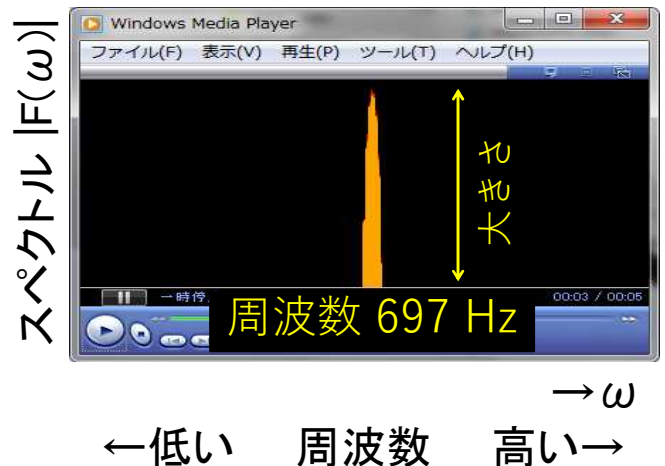 Windows Media Player
ファイル(F) 表示(V) 再生(P) ツール(T) ヘルプ(H)
スペクトル |F(ω)|
大きさ
一時停
00:03 / 00:05
周波数 697 Hz
→ω
←低い 周波数 高い→